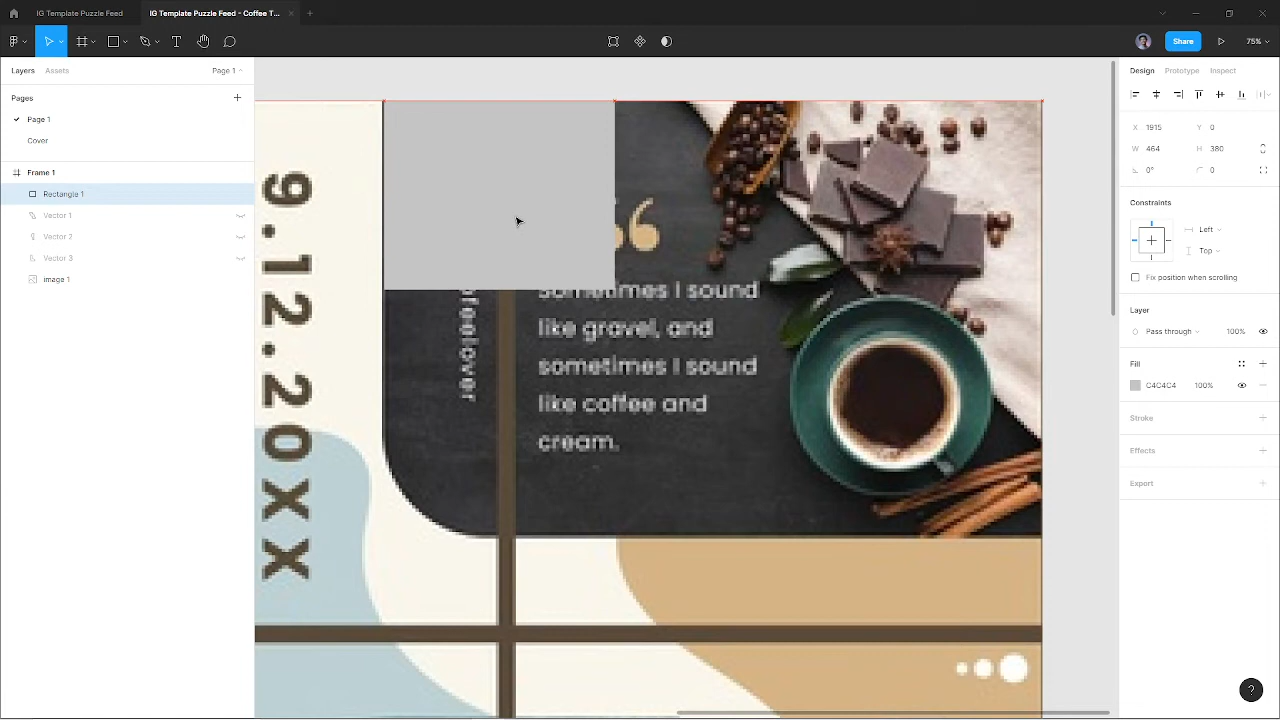 IG Template Puzzle Feed
IG Template Puzzle Feed - Coffee T...
Share
75%
Layers
Assets
Page 1
Pages
Page 1
Cover
Frame 1
Rectangle 1
Vector 1
Vector 2
Vector 3
image 1
9.12.20XX
ofeelover
“
Sometimes I sound
like gravel, and
sometimes I sound
like coffee and
cream.
Design
Prototype
Inspect
X 1915
Y 0
W 464
H 380
0°
0
Constraints
Left
Top
Fix position when scrolling
Layer
Pass through
100%
Fill
C4C4C4
100%
Stroke
Effects
Export
?